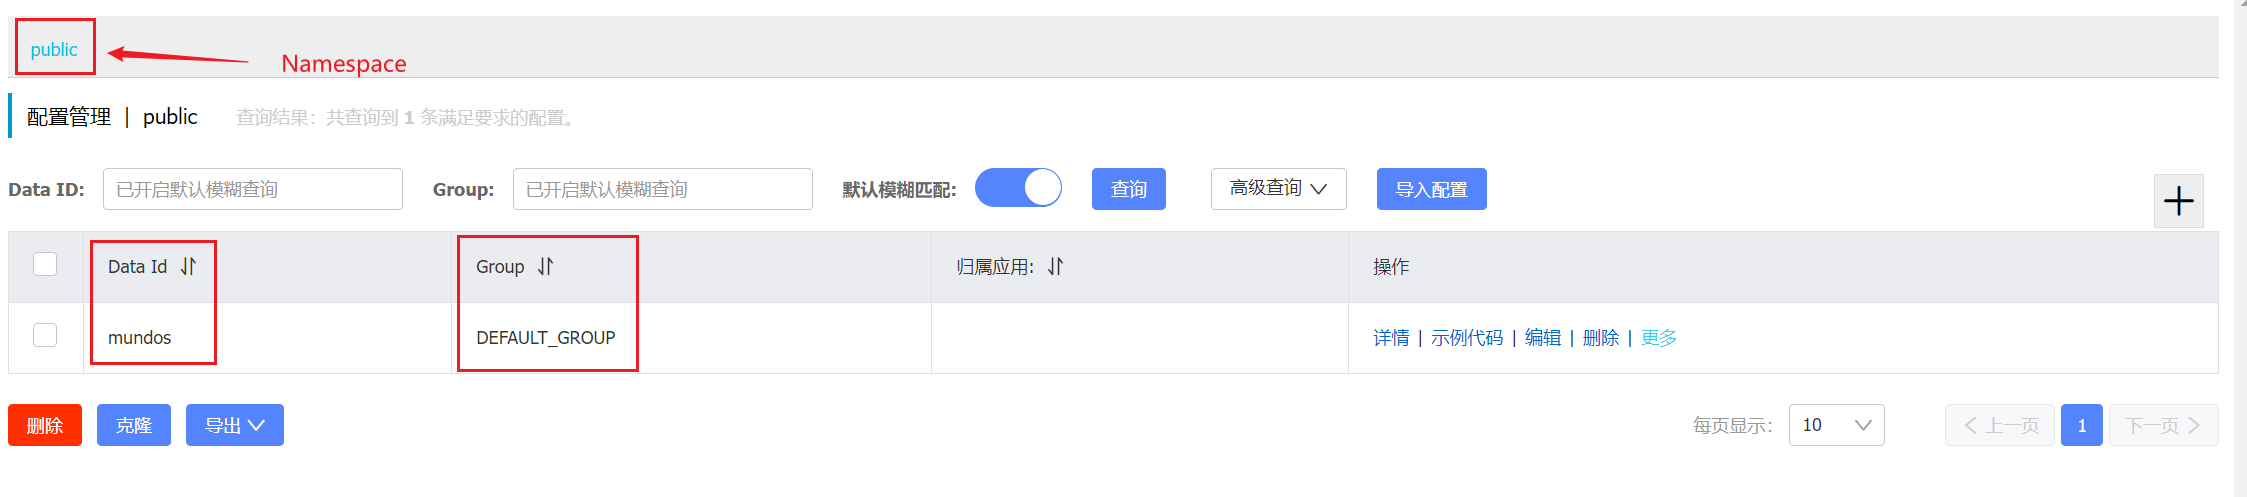 public
Namespace
配置管理 | public 查询结果：共查询到 1 条满足要求的配置。
Data ID: 已开启默认模糊查询 Group: 已开启默认模糊查询 默认模糊匹配: 查询 高级查询 导入配置
Data Id Group 归属应用: 操作
mundos DEFAULT_GROUP 详情 | 示例代码 | 编辑 | 删除 | 更多
删除 克隆 导出 每页显示： 10 上一页 1 下一页